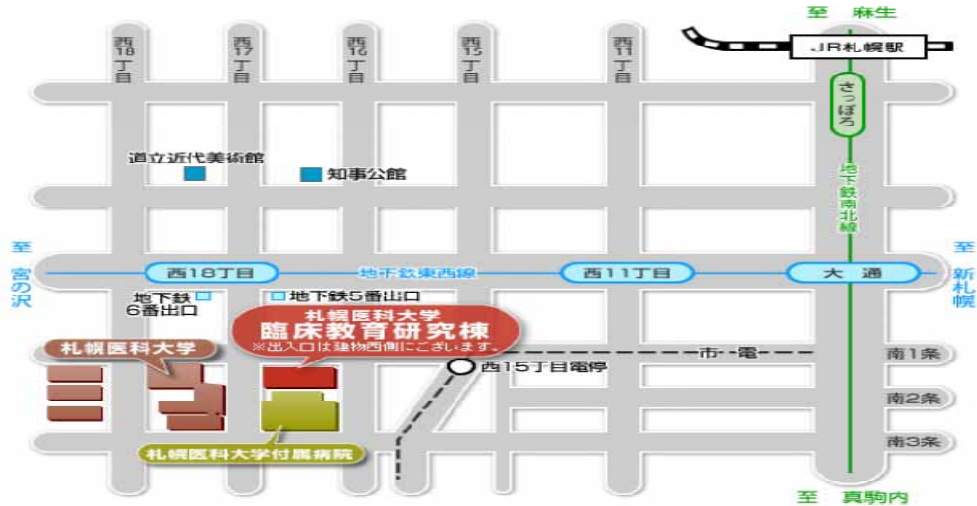 至 麻生
JR札幌駅
西18丁目
西17丁目
西16丁目
西15丁目
西11丁目
さっぽろ
道立近代美術館
知事公館
地下鉄南北線
至 宮の沢
西18丁目
地下鉄東西線
西11丁目
大通
至 新札幌
地下鉄
6番出口
地下鉄5番出口
札幌医科大学
臨床教育研究棟
※出入口は建物西側にございます。
札幌医科大学
市電
南1条
西15丁目電停
南2条
札幌医科大学付属病院
南3条
至 真駒内